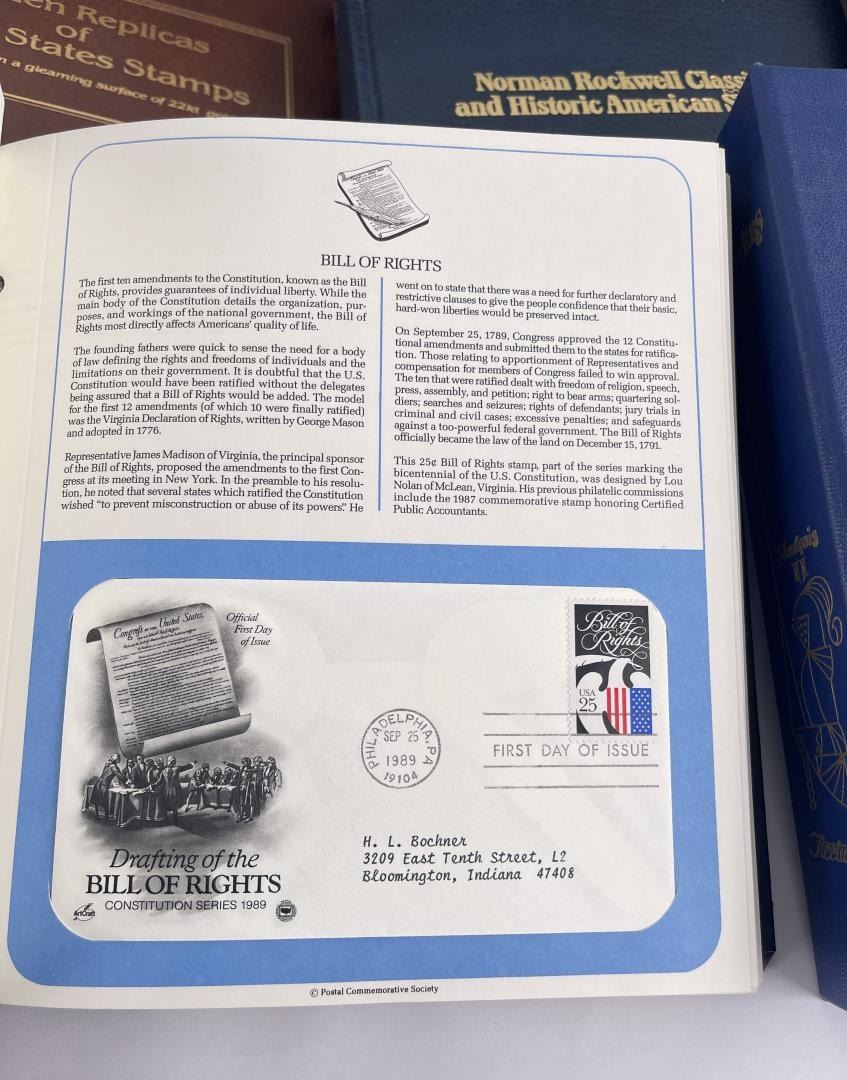 Replicas
of
States Stamps
n a gleaming surface of 22kt
Norman Rockwell
and Historic American
BILL OF RIGHTS
The first ten amendments to the Constitution, known as the Bill
of Rights, provides guarantees of individual liberty. While the
main body of the Constitution details the organization, pur-
poses, and workings of the national government, the Bill of
Rights most directly affects Americans' quality of life.
The founding fathers were quick to sense the need for a body
of law defining the rights and freedoms of individuals and the
limitations on their government. It is doubtful that the U.S.
Constitution would have been ratified without the delegates
being assured that a Bill of Rights would be added. The model
for the first 12 amendments (of which 10 were finally ratified)
was the Virginia Declaration of Rights, written by George Mason
and adopted in 1776.
Representative James Madison of Virginia, the principal sponsor
of the Bill of Rights, proposed the amendments to the first Con-
gress at its meeting in New York. In the preamble to his resolu-
tion, he noted that several states which ratified the Constitution
wished "to prevent misconstruction or abuse of its powers." He
went on to state that there was a need for further declaratory and
restrictive clauses to give the people confidence that their basic,
hard-won liberties would be preserved intact.
On September 25, 1789, Congress approved the 12 Constitu-
tional amendments and submitted them to the states for ratifica-
tion. Those relating to apportionment of Representatives and
compensation for members of Congress failed to win approval.
The ten that were ratified dealt with freedom of religion, speech,
press, assembly, and petition; right to bear arms; quartering sol-
diers; searches and seizures; rights of defendants; jury trials in
criminal and civil cases; excessive penalties; and safeguards
against a too-powerful federal government. The Bill of Rights
officially became the law of the land on December 15, 1791.
This 25¢ Bill of Rights stamp, part of the series marking the
bicentennial of the U.S. Constitution, was designed by Lou
Nolan of McLean, Virginia. His previous philatelic commissions
include the 1987 commemorative stamp honoring Certified
Public Accountants.
Congress United States
Official
First Day
of Issue
Bill of
Rights
USA
25
PHILADELPHIA, PA
SEP 25
1989
19104
FIRST DAY OF ISSUE
H. L. Bochner
3209 East Tenth Street, L2
Bloomington, Indiana 47408
Drafting of the
BILL OF RIGHTS
CONSTITUTION SERIES 1989
ArtCraft
© Postal Commemorative Society
II